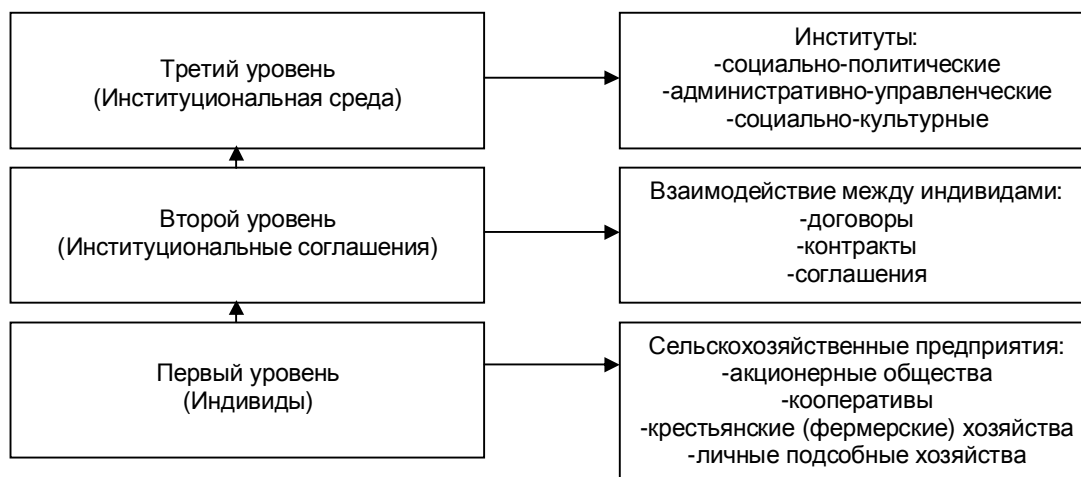 Третий уровень
(Институциональная среда)
Институты:
-социально-политические
-административно-управленческие
-социально-культурные
Второй уровень
(Институциональные соглашения)
Взаимодействие между индивидами:
-договоры
-контракты
-соглашения
Первый уровень
(Индивиды)
Сельскохозяйственные предприятия:
-акционерные общества
-кооперативы
-крестьянские (фермерские) хозяйства
-личные подсобные хозяйства